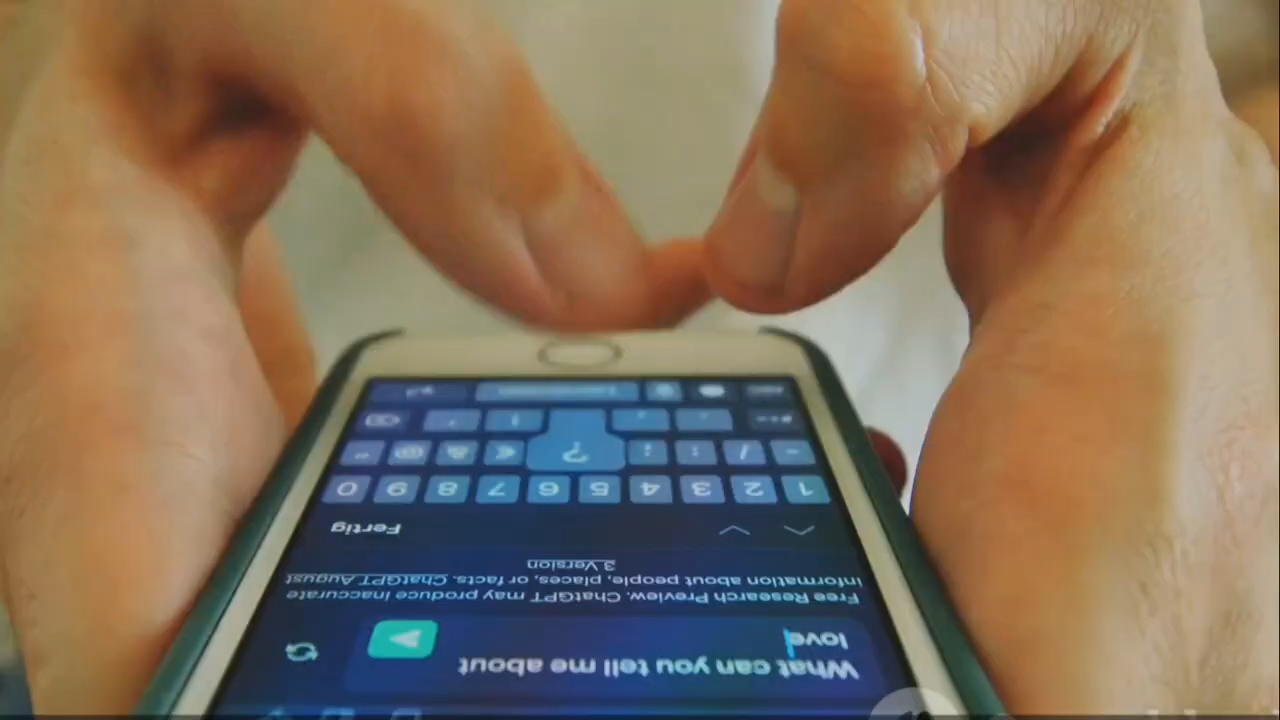 What can you tell me about
love
Free Research Preview. ChatGPT may produce inaccurate
information about people, places, or facts. ChatGPT August
3 Version
Fertig
1 2 3 4 5 6 7 8 9 0
- / : ;
?